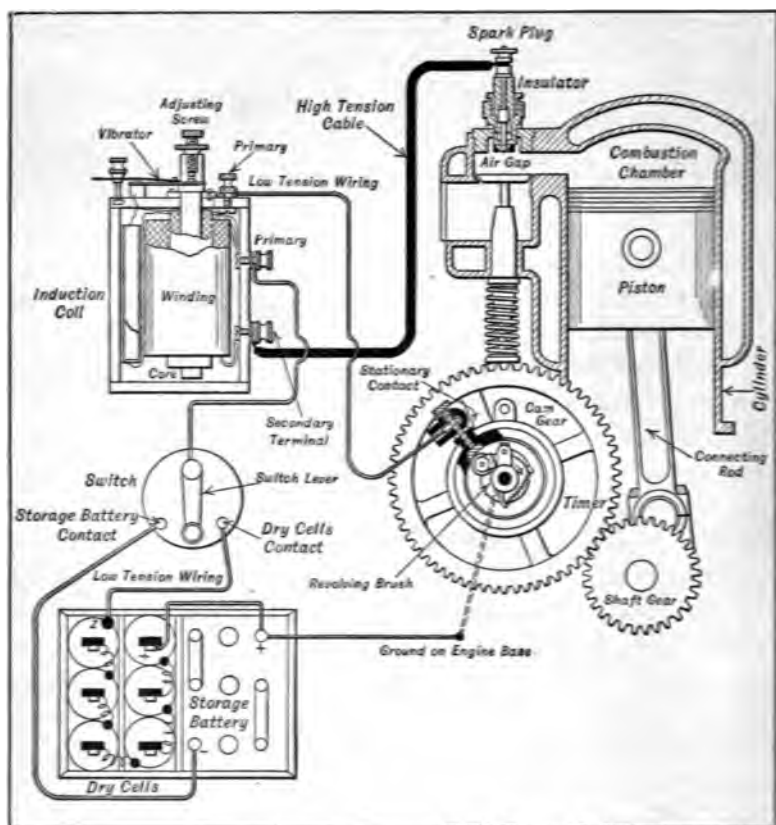 Spark Plug
Insulator
Adjusting
Screw
High Tension
Cable
Vibrator
Primary
Air Gap
Combustion
Chamber
Low Tension Wiring
Primary
Induction
Coil
Winding
Piston
Core
Stationary
Contact
Cylinder
Secondary
Terminal
Cam
Gear
Switch
Switch Lever
Connecting
Rod
Timer
Storage Battery
Contact
Dry Cells
Contact
Low Tension Wiring
Revolving Brush
Shaft Gear
Z
+
+
Ground on Engine Base
Storage
Battery
-
Dry Cells